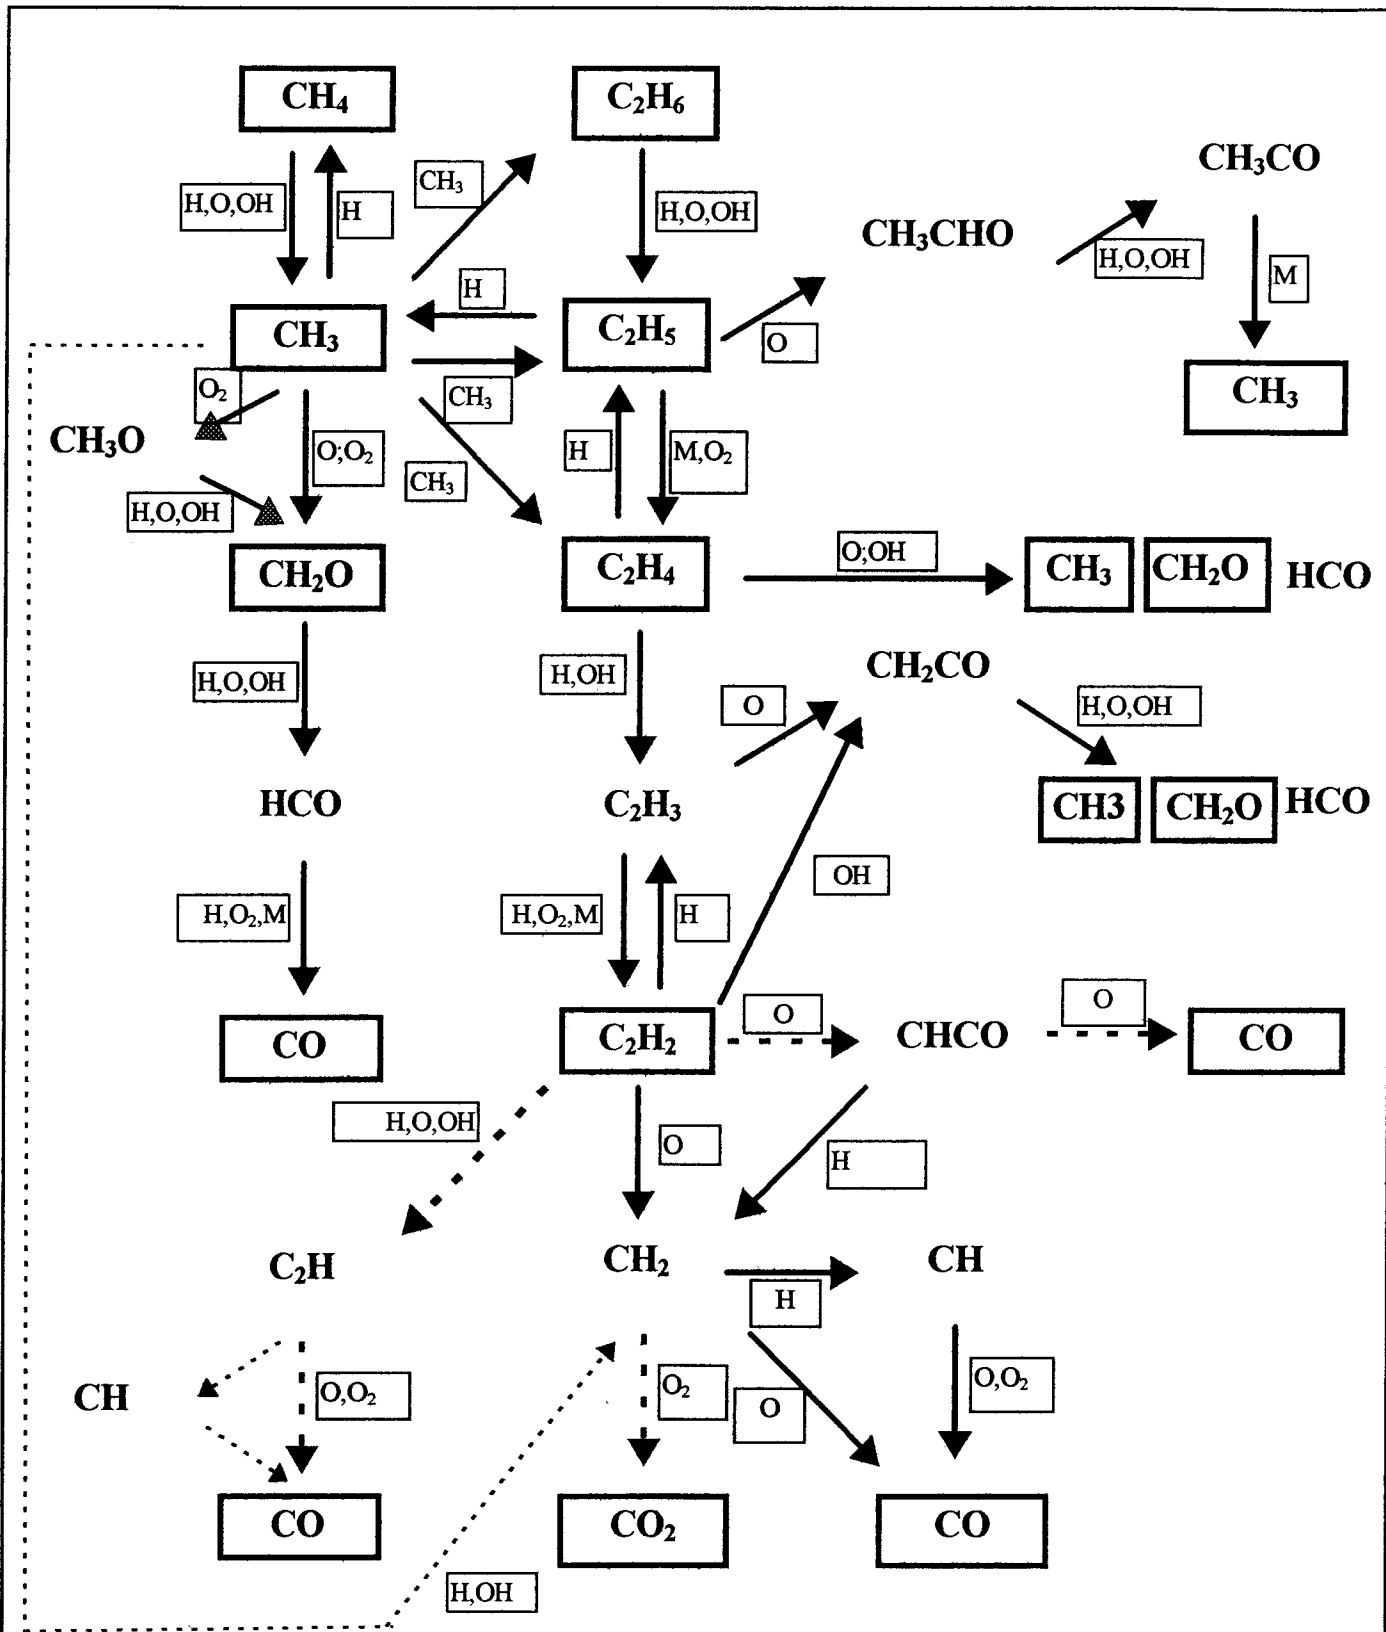 CH4
C2H6
CH3CO
H,O,OH
H
CH3
H,O,OH
CH3CHO
H,O,OH
M
H
CH3
C2H5
O
CH3
O2
CH3
CH3O
O;O2
CH3
H
M,O2
H,O,OH
CH2O
C2H4
O;OH
CH3
CH2O
HCO
H,O,OH
H,OH
O
CH2CO
H,O,OH
HCO
C2H3
CH3
CH2O
HCO
OH
H,O2,M
H,O2,M
H
CO
C2H2
O
CHCO
O
CO
H,O,OH
O
H
C2H
CH2
H
CH
CH
O,O2
O2
O
O,O2
CO
CO2
CO
H,OH